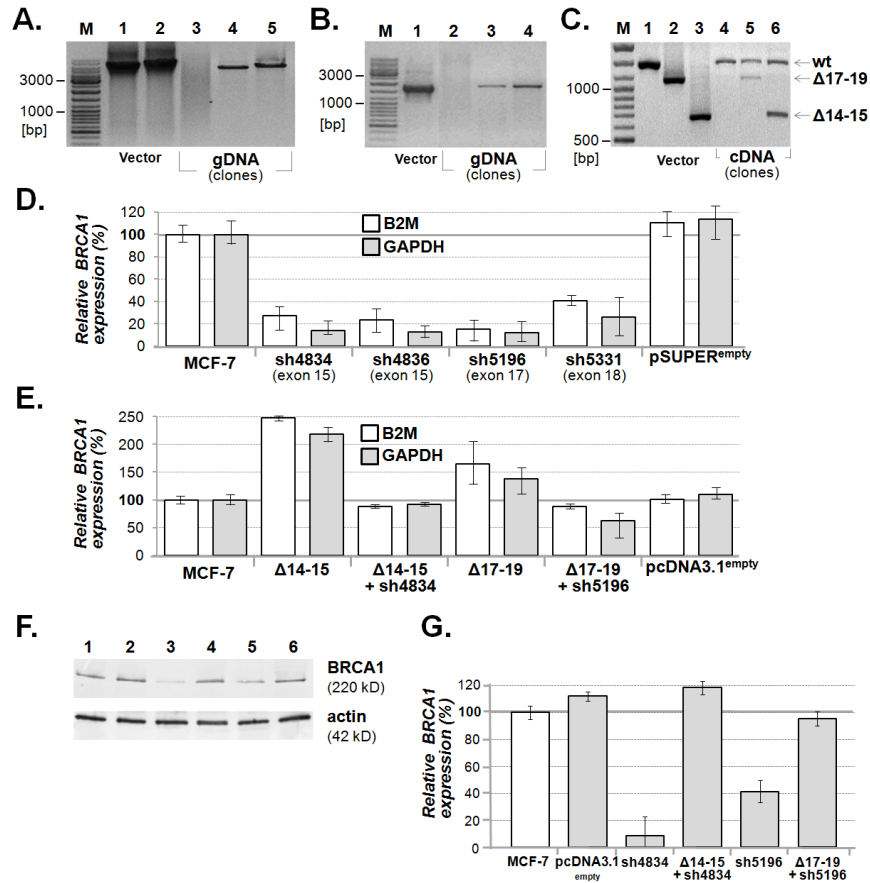 A.
M 1 2 3 4 5
3000
1000
[bp]
Vector
gDNA
(clones)
B.
M 1 2 3 4
3000
1000
[bp]
Vector
gDNA
(clones)
C.
M 1 2 3 4 5 6
wt
Δ17-19
Δ14-15
1000
500
[bp]
Vector
cDNA
(clones)
D.
Relative BRCA1
expression (%)
120
100
80
60
40
20
0
B2M
GAPDH
MCF-7
sh4834
(exon 15)
sh4836
(exon 15)
sh5196
(exon 17)
sh5331
(exon 18)
pSUPERempty
E.
Relative BRCA1
expression (%)
250
200
150
100
50
0
B2M
GAPDH
MCF-7
Δ14-15
Δ14-15
+ sh4834
Δ17-19
Δ17-19
+ sh5196
pcDNA3.1empty
F.
1 2 3 4 5 6
BRCA1
(220 kD)
actin
(42 kD)
G.
Relative BRCA1
expression (%)
120
100
80
60
40
20
0
MCF-7
pcDNA3.1
empty
sh4834
Δ14-15
+ sh4834
sh5196
Δ17-19
+ sh5196